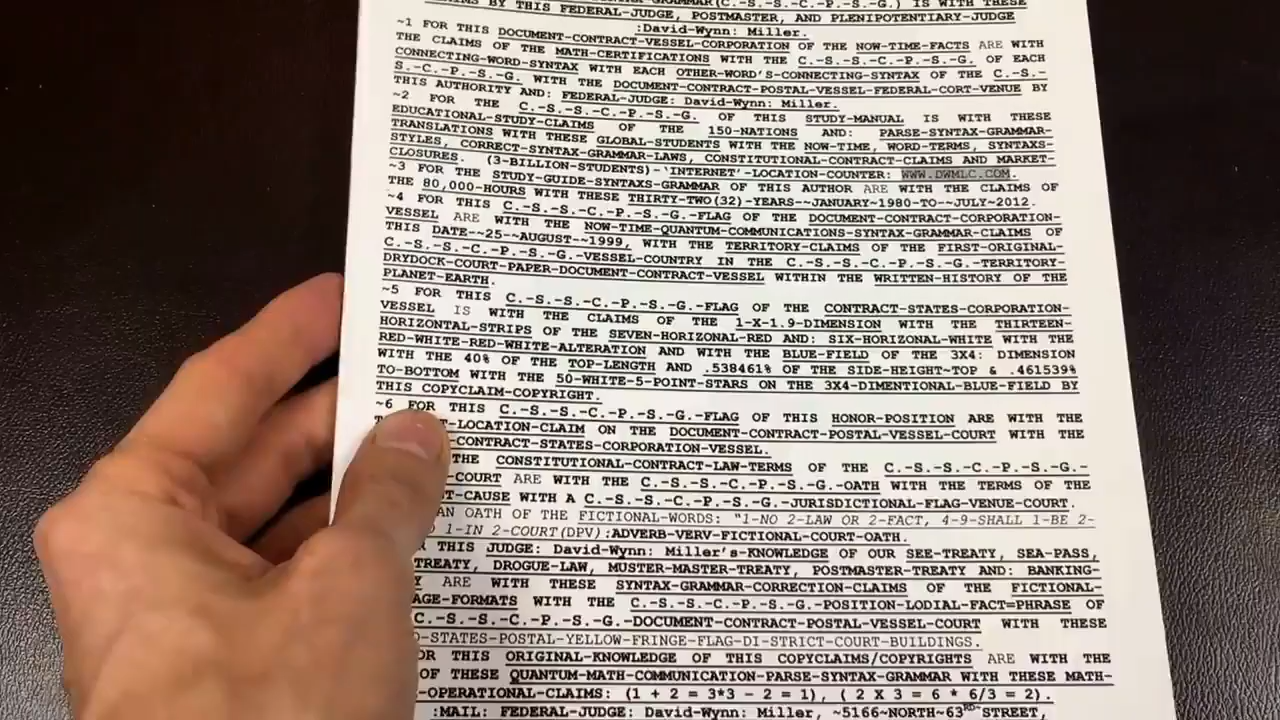 CLAIMS BY THIS FEDERAL-JUDGE, POSTMASTER, AND PLENIPOTENTIARY-JUDGE
:David-Wynn: Miller.
~1 FOR THIS DOCUMENT-CONTRACT-VESSEL-CORPORATION OF THE NOW-TIME-FACTS ARE WITH
THE CLAIMS OF THE MATH-CERTIFICATIONS WITH THE C.-S.-S.-C.-P.-S.-G. OF EACH
CONNECTING-WORD-SYNTAX WITH EACH OTHER-WORD'S-CONNECTING-SYNTAX OF THE C.-S.-
S.-C.-P.-S.-G. WITH THE DOCUMENT-CONTRACT-POSTAL-VESSEL-FEDERAL-CORT-VENUE BY
THIS AUTHORITY AND: FEDERAL-JUDGE: David-Wynn: Miller.
~2 FOR THE C.-S.-S.-C.-P.-S.-G. OF THIS STUDY-MANUAL IS WITH THESE
EDUCATIONAL-STUDY-CLAIMS OF THE 150-NATIONS AND: PARSE-SYNTAX-GRAMMAR-
TRANSLATIONS WITH THESE GLOBAL-STUDENTS WITH THE NOW-TIME, WORD-TERMS, SYNTAXS-
STYLES, CORRECT-SYNTAX-GRAMMAR-LAWS, CONSTITUTIONAL-CONTRACT-CLAIMS AND MARKET-
CLOSURES. (3-BILLION-STUDENTS)-`INTERNET'-LOCATION-COUNTER: WWW.DWMLC.COM.
~3 FOR THE STUDY-GUIDE-SYNTAXS-GRAMMAR OF THIS AUTHOR ARE WITH THE CLAIMS OF
THE 80,000-HOURS WITH THESE THIRTY-TWO(32)-YEARS-~JANUARY~1980-TO-~JULY~2012.
~4 FOR THIS C.-S.-S.-C.-P.-S.-G.-FLAG OF THE DOCUMENT-CONTRACT-CORPORATION-
VESSEL ARE WITH THE NOW-TIME-QUANTUM-COMMUNICATIONS-SYNTAX-GRAMMAR-CLAIMS OF
THIS DATE-~25-~AUGUST-~1999, WITH THE TERRITORY-CLAIMS OF THE FIRST-ORIGINAL-
C.-S.-S.-C.-P.-S.-G.-VESSEL-COUNTRY IN THE C.-S.-S.-C.-P.-S.-G.-TERRITORY-
DRYDOCK-COURT-PAPER-DOCUMENT-CONTRACT-VESSEL WITHIN THE WRITTEN-HISTORY OF THE
PLANET-EARTH.
~5 FOR THIS C.-S.-S.-C.-P.-S.-G.-FLAG OF THE CONTRACT-STATES-CORPORATION-
VESSEL IS WITH THE CLAIMS OF THE 1-X-1.9-DIMENSION WITH THE THIRTEEN-
HORIZONTAL-STRIPS OF THE SEVEN-HORIZONAL-RED AND: SIX-HORIZONAL-WHITE WITH THE
RED-WHITE-RED-WHITE-ALTERATION AND WITH THE BLUE-FIELD OF THE 3X4: DIMENSION
WITH THE 40% OF THE TOP-LENGTH AND .538461% OF THE SIDE-HEIGHT~TOP & .461539%
TO-BOTTOM WITH THE 50-WHITE-5-POINT-STARS ON THE 3X4-DIMENTIONAL-BLUE-FIELD BY
THIS COPYCLAIM-COPYRIGHT.
~6 FOR THIS C.-S.-S.-C.-P.-S.-G.-FLAG OF THIS HONOR-POSITION ARE WITH THE
T-LOCATION-CLAIM ON THE DOCUMENT-CONTRACT-POSTAL-VESSEL-COURT WITH THE
-CONTRACT-STATES-CORPORATION-VESSEL.
THE CONSTITUTIONAL-CONTRACT-LAW-TERMS OF THE C.-S.-S.-C.-P.-S.-G.-
-COURT ARE WITH THE C.-S.-S.-C.-P.-S.-G.-OATH WITH THE TERMS OF THE
-CAUSE WITH A C.-S.-S.-C.-P.-S.-G.-JURISDICTIONAL-FLAG-VENUE-COURT.
AN OATH OF THE FICTIONAL-WORDS: "1-NO 2-LAW OR 2-FACT, 4-9-SHALL 1-BE 2-
1-IN 2-COURT(DPV):ADVERB-VERV-FICTIONAL-COURT-OATH.
THIS JUDGE: David-Wynn: Miller's-KNOWLEDGE OF OUR SEE-TREATY, SEA-PASS,
TREATY, DROGUE-LAW, MUSTER-MASTER-TREATY, POSTMASTER-TREATY AND: BANKING-
ARE WITH THESE SYNTAX-GRAMMAR-CORRECTION-CLAIMS OF THE FICTIONAL-
AGE-FORMATS WITH THE C.-S.-S.-C.-P.-S.-G.-POSITION-LODIAL-FACT=PHRASE OF
C.-S.-S.-C.-P.-S.-G.-DOCUMENT-CONTRACT-POSTAL-VESSEL-COURT WITH THESE
-STATES-POSTAL-YELLOW-FRINGE-FLAG-DI-STRICT-COURT-BUILDINGS.
OR THIS ORIGINAL-KNOWLEDGE OF THIS COPYCLAIMS/COPYRIGHTS ARE WITH THE
OF THESE QUANTUM-MATH-COMMUNICATION-PARSE-SYNTAX-GRAMMAR WITH THESE MATH-
-OPERATIONAL-CLAIMS: (1 + 2 = 3*3 - 2 = 1), ( 2 X 3 = 6 * 6/3 = 2).
:MAIL: FEDERAL-JUDGE: David-Wynn: Miller, ~5166~NORTH~63RD~STREET,